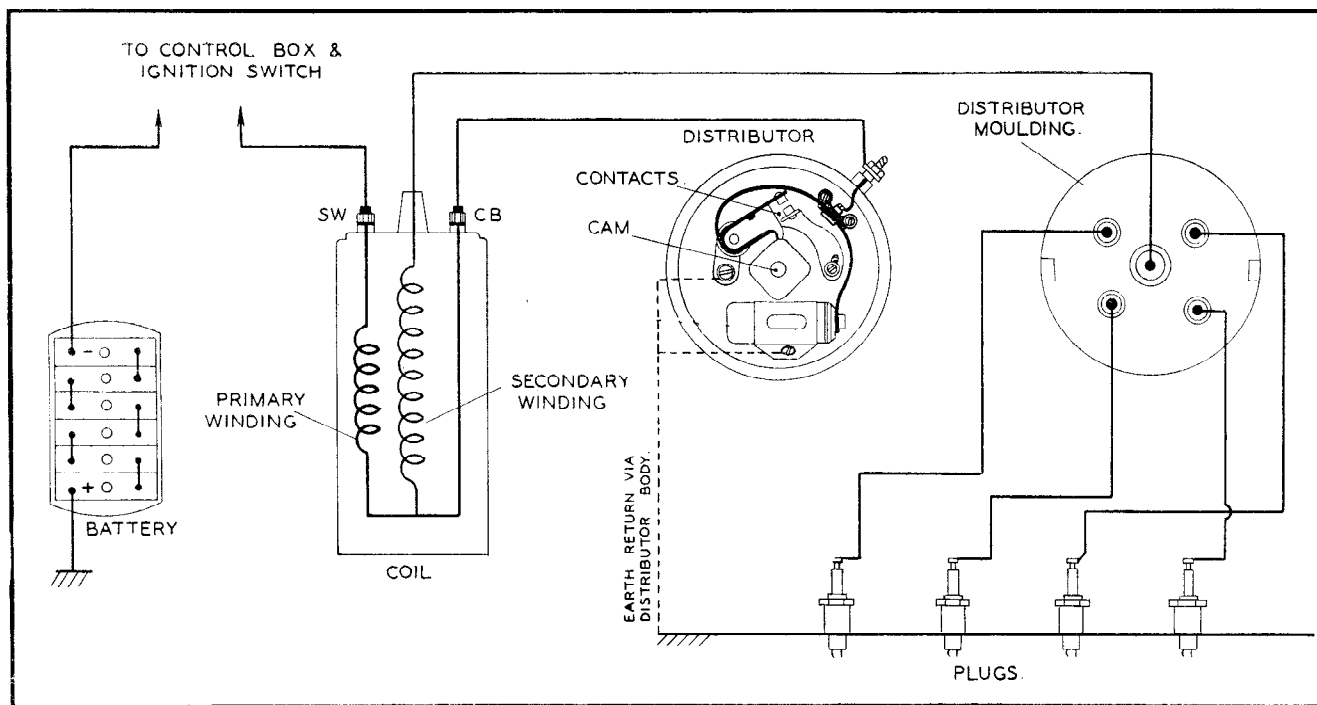 TO CONTROL BOX &
IGNITION SWITCH
DISTRIBUTOR
DISTRIBUTOR
MOULDING.
CONTACTS
CAM
SW
CB
PRIMARY
WINDING
SECONDARY
WINDING
-
+
BATTERY
COIL
EARTH RETURN VIA
DISTRIBUTOR BODY.
PLUGS.